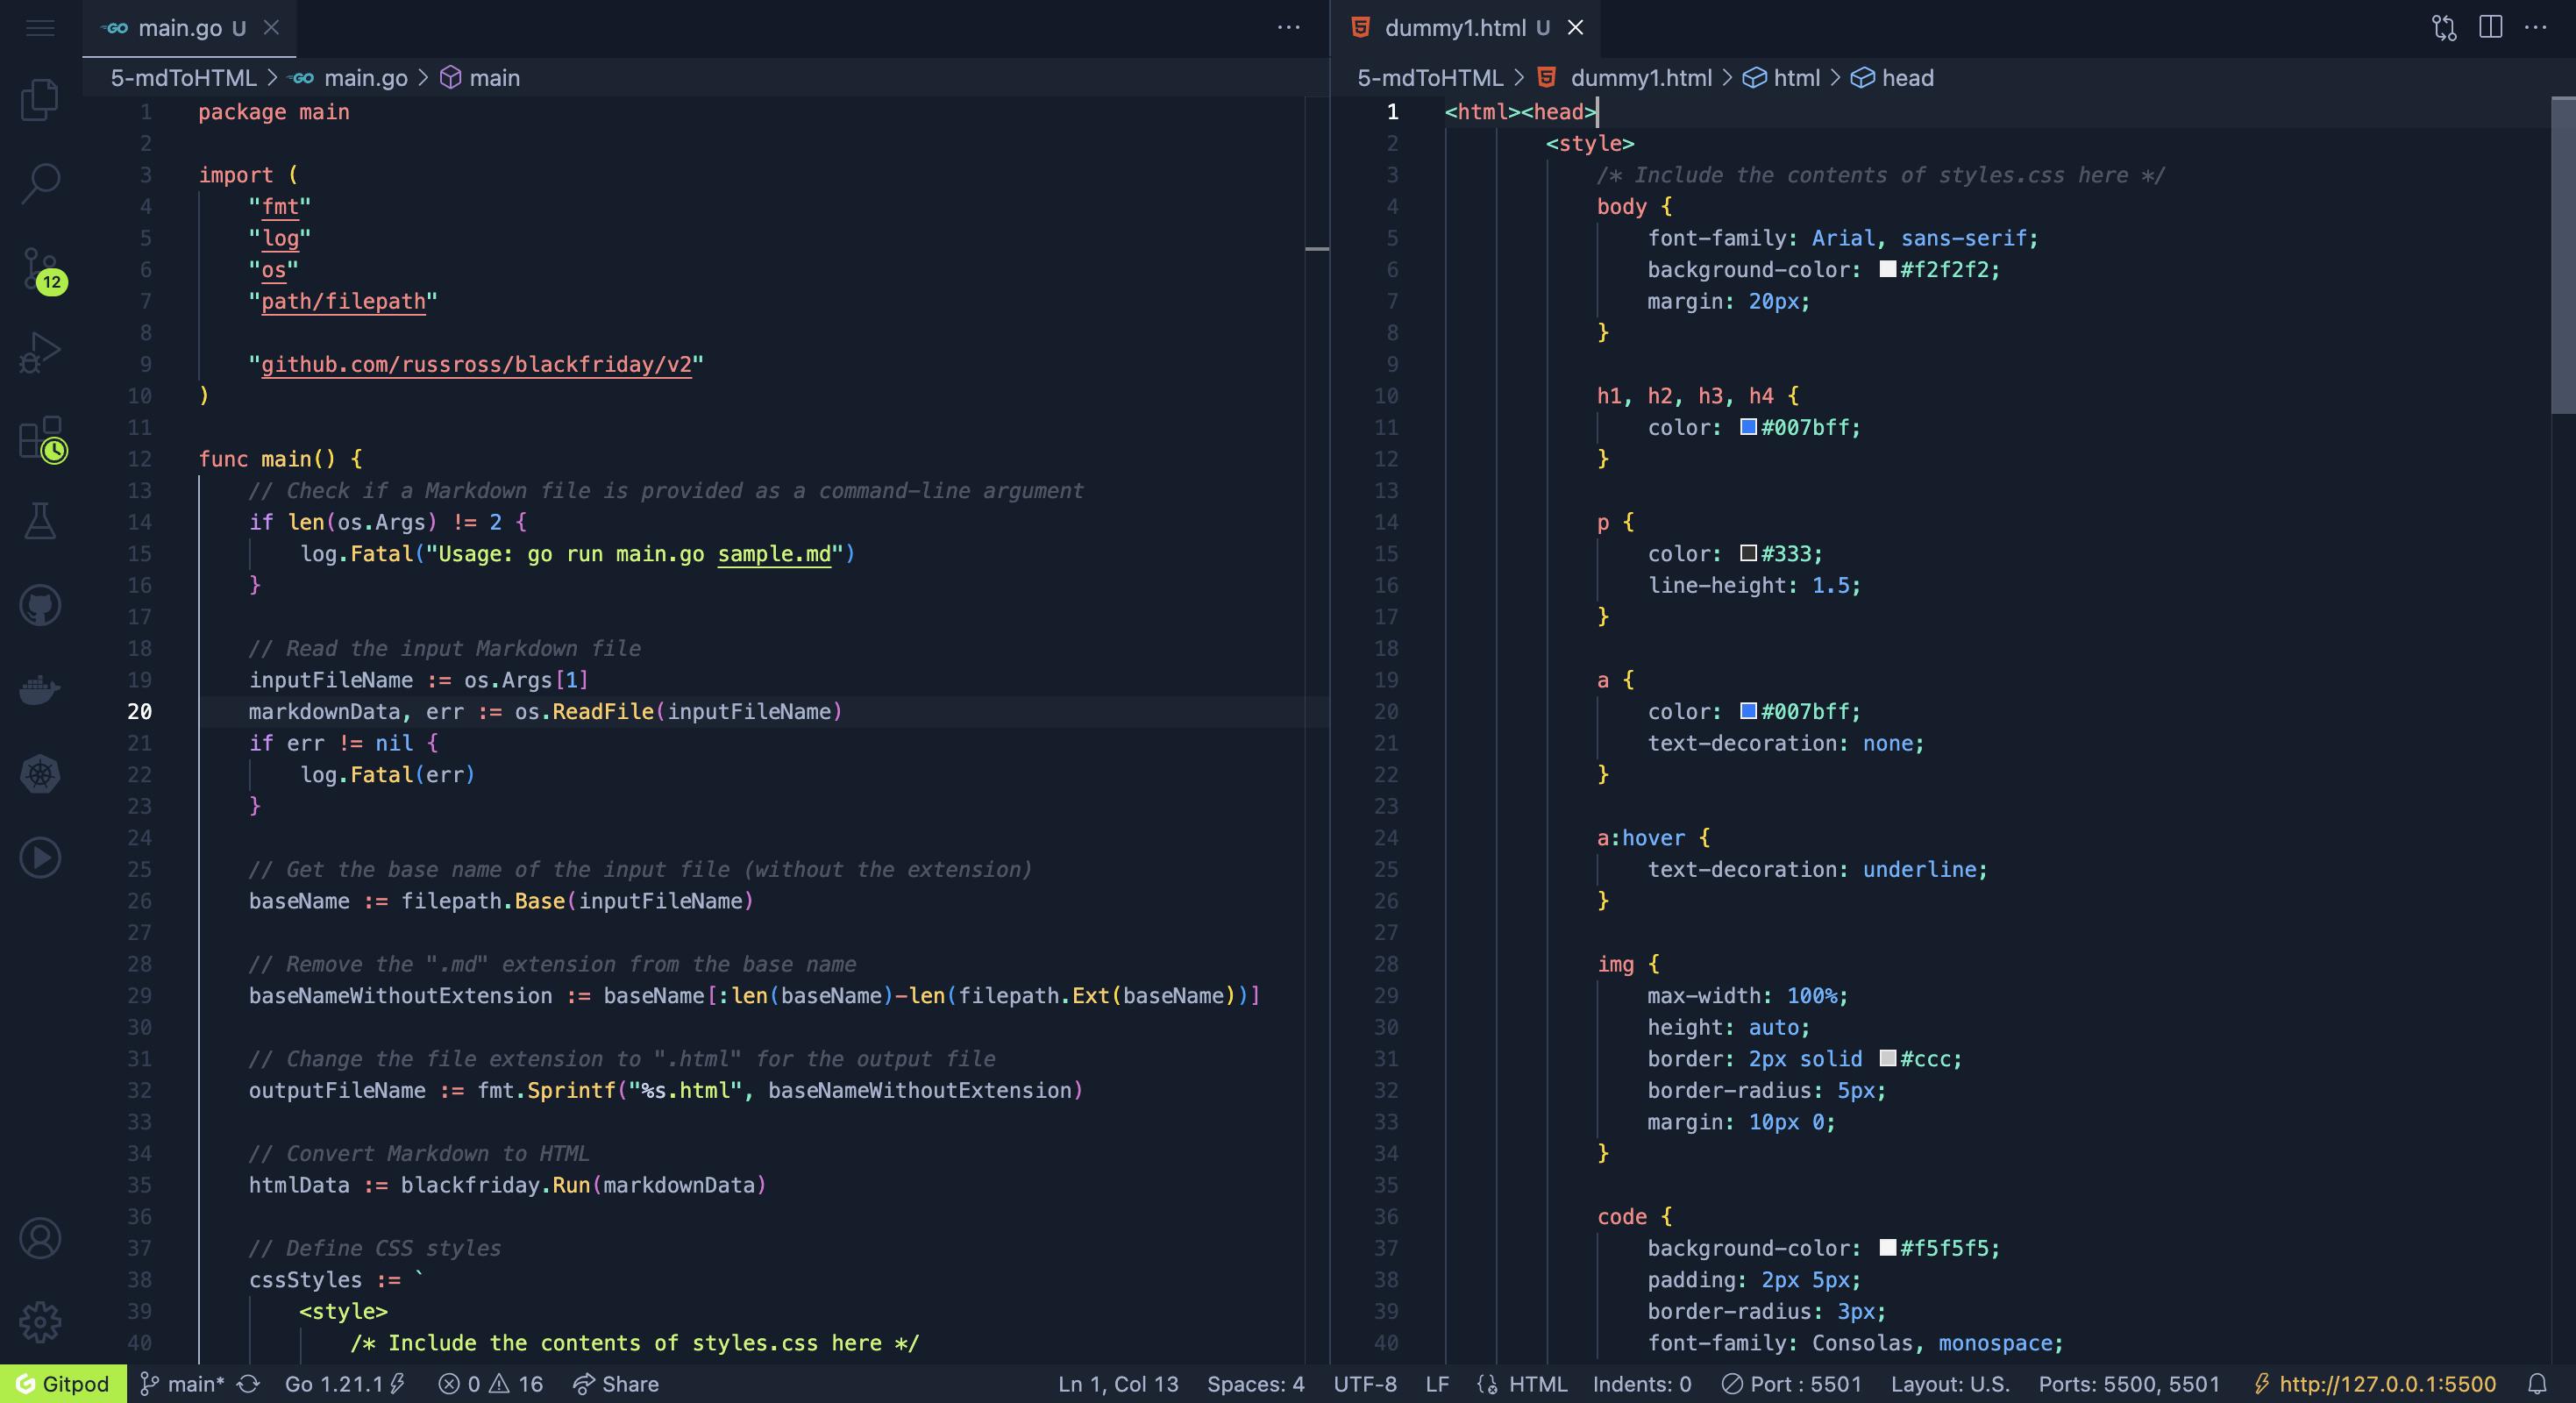 main.go U
5-mdToHTML > main.go > main
1 package main
2
3 import (
4     "fmt"
5     "log"
6     "os"
7     "path/filepath"
8
9     "github.com/russross/blackfriday/v2"
10 )
11
12 func main() {
13     // Check if a Markdown file is provided as a command-line argument
14     if len(os.Args) != 2 {
15         log.Fatal("Usage: go run main.go sample.md")
16     }
17
18     // Read the input Markdown file
19     inputFileName := os.Args[1]
20     markdownData, err := os.ReadFile(inputFileName)
21     if err != nil {
22         log.Fatal(err)
23     }
24
25     // Get the base name of the input file (without the extension)
26     baseName := filepath.Base(inputFileName)
27
28     // Remove the ".md" extension from the base name
29     baseNameWithoutExtension := baseName[:len(baseName)-len(filepath.Ext(baseName))]
30
31     // Change the file extension to ".html" for the output file
32     outputFileName := fmt.Sprintf("%s.html", baseNameWithoutExtension)
33
34     // Convert Markdown to HTML
35     htmlData := blackfriday.Run(markdownData)
36
37     // Define CSS styles
38     cssStyles := `
39         <style>
40             /* Include the contents of styles.css here */
dummy1.html U
5-mdToHTML > dummy1.html > html > head
1 <html><head>
2         <style>
3             /* Include the contents of styles.css here */
4             body {
5                 font-family: Arial, sans-serif;
6                 background-color: #f2f2f2;
7                 margin: 20px;
8             }
9
10             h1, h2, h3, h4 {
11                 color: #007bff;
12             }
13
14             p {
15                 color: #333;
16                 line-height: 1.5;
17             }
18
19             a {
20                 color: #007bff;
21                 text-decoration: none;
22             }
23
24             a:hover {
25                 text-decoration: underline;
26             }
27
28             img {
29                 max-width: 100%;
30                 height: auto;
31                 border: 2px solid #ccc;
32                 border-radius: 5px;
33                 margin: 10px 0;
34             }
35
36             code {
37                 background-color: #f5f5f5;
38                 padding: 2px 5px;
39                 border-radius: 3px;
40                 font-family: Consolas, monospace;
12
Gitpod main* Go 1.21.1 0 16 Share Ln 1, Col 13 Spaces: 4 UTF-8 LF HTML Indents: 0 Port : 5501 Layout: U.S. Ports: 5500, 5501 http://127.0.0.1:5500